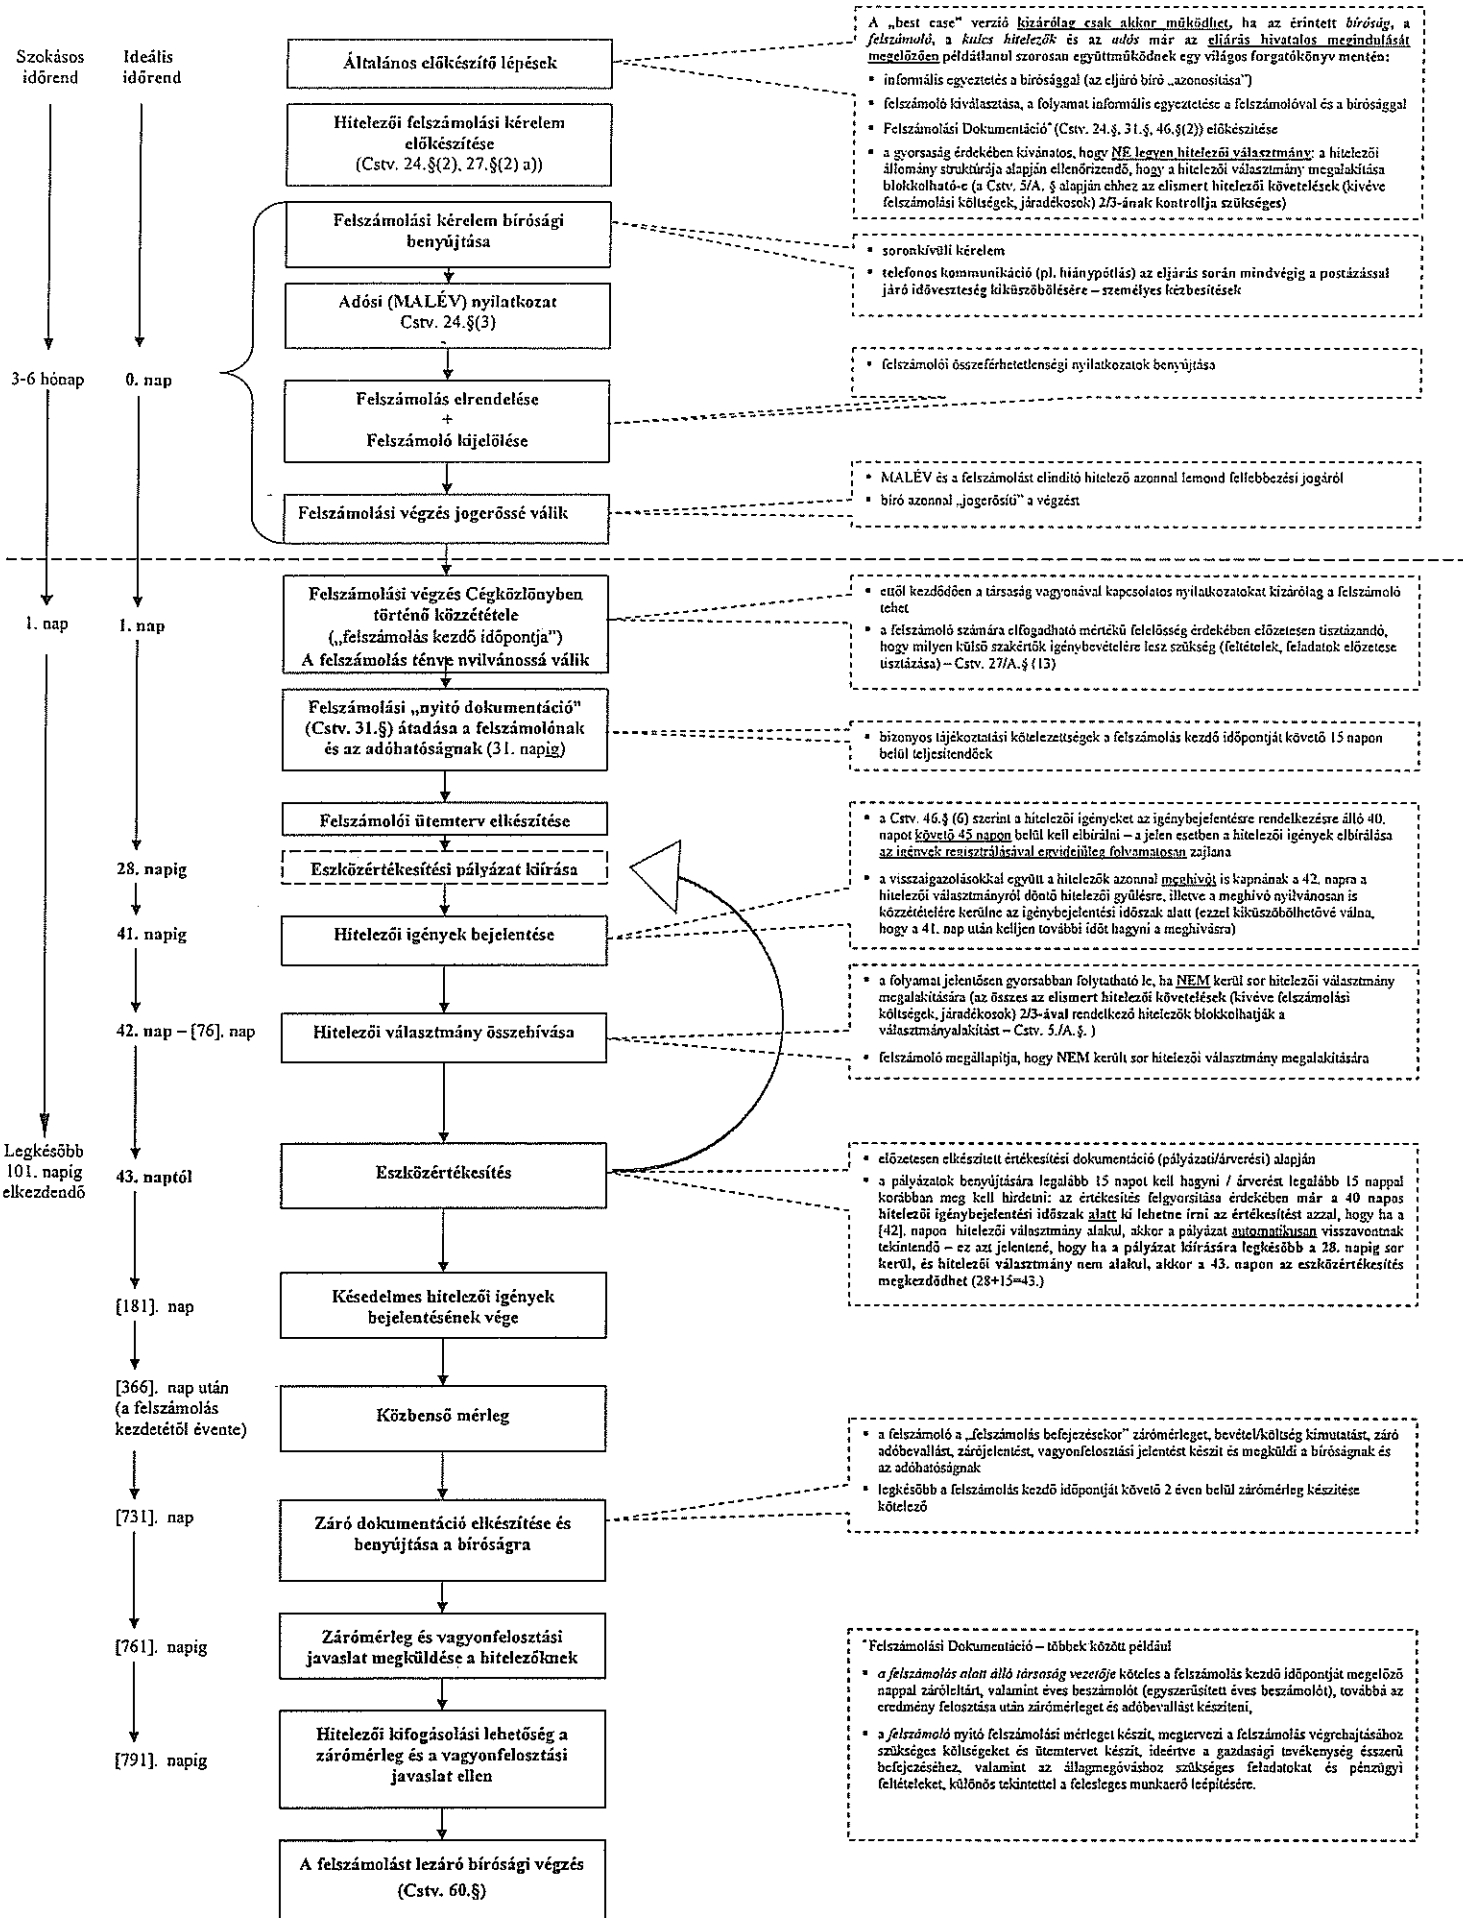 Szokásos
időrend
Ideális
időrend
Általános előkészítő lépések
A „best case” verzió kizárólag csak akkor működhet, ha az érintett bíróság, a
felszámoló, a kulcs hitelezők és az adós már az eljárás hivatalos megindulását
megelőzően példátlanul szorosan együttműködnek egy világos forgatókönyv mentén:
▪ informális egyeztetés a bírósággal (az eljáró bíró „azonosítása”)
▪ felszámoló kiválasztása, a folyamat informális egyeztetése a felszámolóval és a bírósággal
▪ Felszámolási Dokumentáció* (Cstv. 24.§, 31.§, 46.§(2)) előkészítése
▪ a gyorsaság érdekében kívánatos, hogy NE legyen hitelezői választmány: a hitelezői
állomány struktúrája alapján ellenőrizendő, hogy a hitelezői választmány megalakítása
blokkolható-e (a Cstv. 5/A. § alapján ehhez az elismert hitelezői követelések (kivéve
felszámolási költségek, járadékosok) 2/3-ának kontrollja szükséges)
Hitelezői felszámolási kérelem
előkészítése
(Cstv. 24.§(2), 27.§(2) a))
Felszámolási kérelem bírósági
benyújtása
▪ soronkívüli kérelem
▪ telefonos kommunikáció (pl. hiánypótlás) az eljárás során mindvégig a postázással
járó időveszteség kiküszöbölésére – személyes kézbesítések
Adósi (MALÉV) nyilatkozat
Cstv. 24.§(3)
3-6 hónap
0. nap
▪ felszámolói összeférhetetlenségi nyilatkozatok benyújtása
Felszámolás elrendelése
+
Felszámoló kijelölése
▪ MALÉV és a felszámolást elindító hitelező azonnal lemond fellebbezési jogáról
▪ bíró azonnal „jogerősíti” a végzést
Felszámolási végzés jogerőssé válik
1. nap
1. nap
Felszámolási végzés Cégközlönyben
történő közzététele
(„felszámolás kezdő időpontja”)
A felszámolás ténye nyilvánossá válik
▪ ettől kezdődően a társaság vagyonával kapcsolatos nyilatkozatokat kizárólag a felszámoló
tehet
▪ a felszámoló számára elfogadható mértékű felelősség érdekében előzetesen tisztázandó,
hogy milyen külső szakértők igénybevételére lesz szükség (feltételek, feladatok előzetese
tisztázása) – Cstv. 27/A.§ (13)
Felszámolási „nyitó dokumentáció”
(Cstv. 31.§) átadása a felszámolónak
és az adóhatóságnak (31. napig)
▪ bizonyos tájékoztatási kötelezettségek a felszámolás kezdő időpontját követő 15 napon
belül teljesítendőek
Felszámolói ütemterv elkészítése
28. napig
Eszközértékesítési pályázat kiírása
▪ a Cstv. 46.§ (6) szerint a hitelezői igényeket az igénybejelentésre rendelkezésre álló 40.
napot követő 45 napon belül kell elbírálni – a jelen esetben a hitelezői igények elbírálása
az igények regisztrálásával egyidejűleg folyamatosan zajlana
▪ a visszaigazolásokkal együtt a hitelezők azonnal meghívót is kapnának a 42. napra a
hitelezői választmányról döntő hitelezői gyűlésre, illetve a meghívó nyilvánosan is
közzétételére kerülne az igénybejelentési időszak alatt (ezzel kiküszöbölhetővé válna,
hogy a 41. nap után kelljen további időt hagyni a meghívásra)
41. napig
Hitelezői igények bejelentése
42. nap – [76]. nap
Hitelezői választmány összehívása
▪ a folyamat jelentősen gyorsabban folytatható le, ha NEM kerül sor hitelezői választmány
megalakítására (az összes az elismert hitelezői követelések (kivéve felszámolási
költségek, járadékosok) 2/3-ával rendelkező hitelezők blokkolhatják a
választmányalakítást – Cstv. 5./A.§. )
▪ felszámoló megállapítja, hogy NEM került sor hitelezői választmány megalakítására
Legkésőbb
101. napig
elkezdendő
43. naptól
Eszközértékesítés
▪ előzetesen elkészített értékesítési dokumentáció (pályázati/árverési) alapján
▪ a pályázatok benyújtására legalább 15 napot kell hagyni / árverést legalább 15 nappal
korábban meg kell hirdetni: az értékesítés felgyorsítása érdekében már a 40 napos
hitelezői igénybejelentési időszak alatt ki lehetne írni az értékesítést azzal, hogy ha a
[42]. napon hitelezői választmány alakul, akkor a pályázat automatikusan visszavontnak
tekintendő – ez azt jelentené, hogy ha a pályázat kiírására legkésőbb a 28. napig sor
kerül, és hitelezői választmány nem alakul, akkor a 43. napon az eszközértékesítés
megkezdődhet (28+15=43.)
[181]. nap
Késedelmes hitelezői igények
bejelentésének vége
[366]. nap után
(a felszámolás
kezdetétől évente)
Közbenső mérleg
▪ a felszámoló a „felszámolás befejezésekor” zárómérleget, bevétel/költség kimutatást, záró
adóbevallást, zárójelentést, vagyonfelosztási jelentést készít és megküldi a bíróságnak és
az adóhatóságnak
▪ legkésőbb a felszámolás kezdő időpontját követő 2 éven belül zárómérleg készítése
kötelező
[731]. nap
Záró dokumentáció elkészítése és
benyújtása a bíróságra
[761]. napig
Zárómérleg és vagyonfelosztási
javaslat megküldése a hitelezőknek
*Felszámolási Dokumentáció – többek között például
▪ a felszámolás alatt álló társaság vezetője köteles a felszámolás kezdő időpontját megelőző
nappal záróleltárt, valamint éves beszámolót (egyszerűsített éves beszámolót), továbbá az
eredmény felosztása után zárómérleget és adóbevallást készíteni,
▪ a felszámoló nyitó felszámolási mérleget készít, megtervezi a felszámolás végrehajtásához
szükséges költségeket és ütemtervet készít, ideértve a gazdasági tevékenység ésszerű
befejezéséhez, valamint az állagmegóváshoz szükséges feladatokat és pénzügyi
feltételeket, különös tekintettel a felesleges munkaerő leépítésére.
[791]. napig
Hitelezői kifogásolási lehetőség a
zárómérleg és a vagyonfelosztási
javaslat ellen
A felszámolást lezáró bírósági végzés
(Cstv. 60.§)